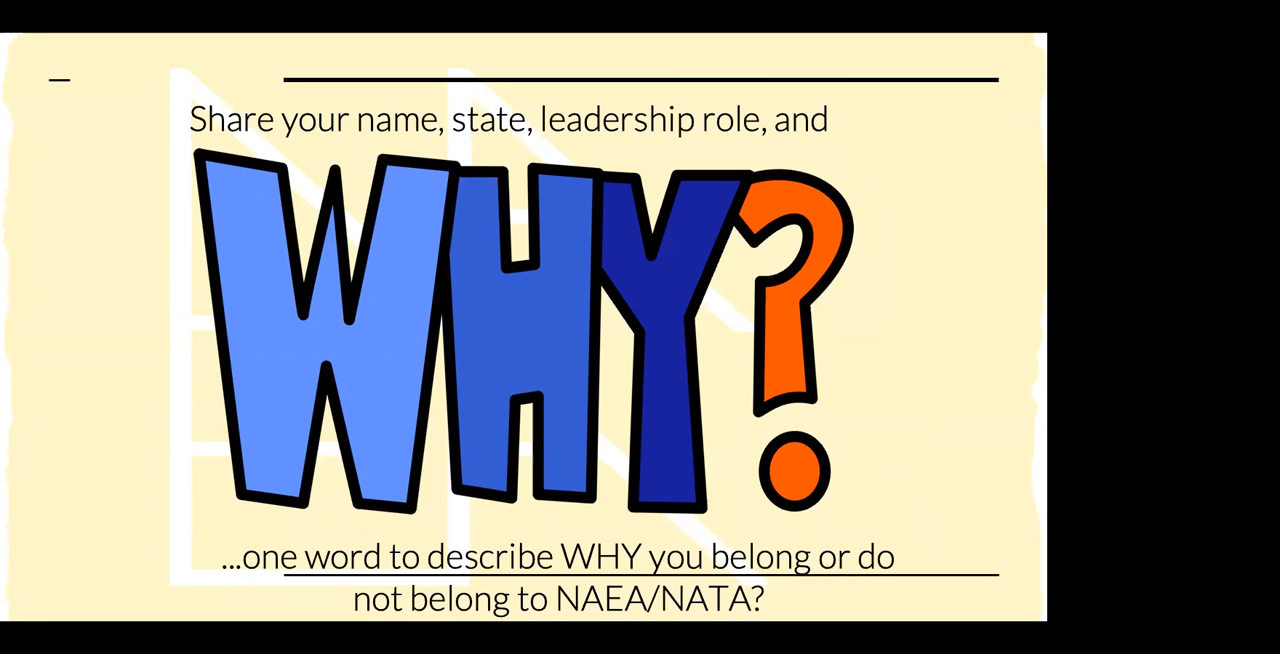 Share your name, state, leadership role, and
WHY?
...one word to describe WHY you belong or do
not belong to NAEA/NATA?